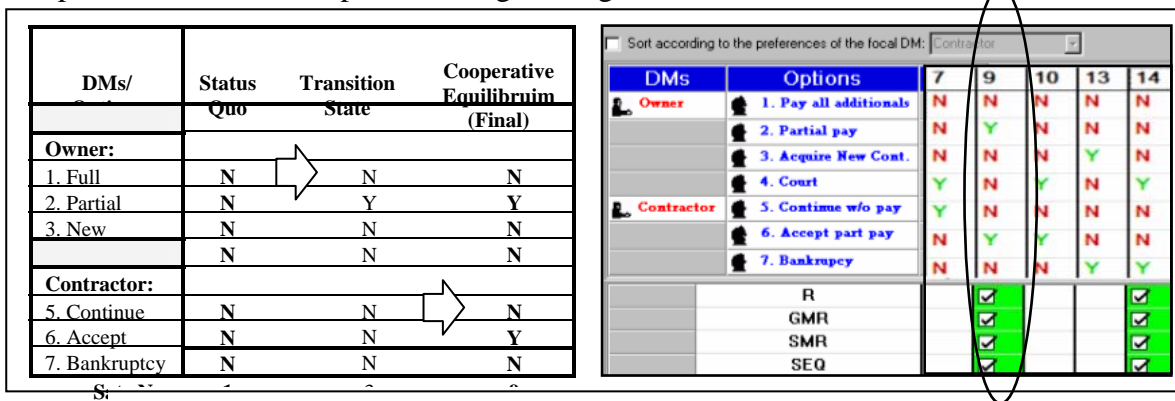 DMs/ Status Quo Transition State Cooperative Equilibruim (Final)
Owner:
1. Full N N N
2. Partial N Y Y
3. New N N N
N N N
Contractor:
5. Continue N N N
6. Accept N N Y
7. Bankruptcy N N N
Sort according to the preferences of the focal DM: Contractor
DMs Options 7 9 10 13 14
Owner 1. Pay all additionals N N N N N
2. Partial pay N Y N N N
3. Acquire New Cont. N N N Y N
4. Court Y N Y N Y
Contractor 5. Continue w/o pay Y N N N N
6. Accept part pay N Y Y N N
7. Bankrupcy N N N Y Y
R
GMR
SMR
SEQ